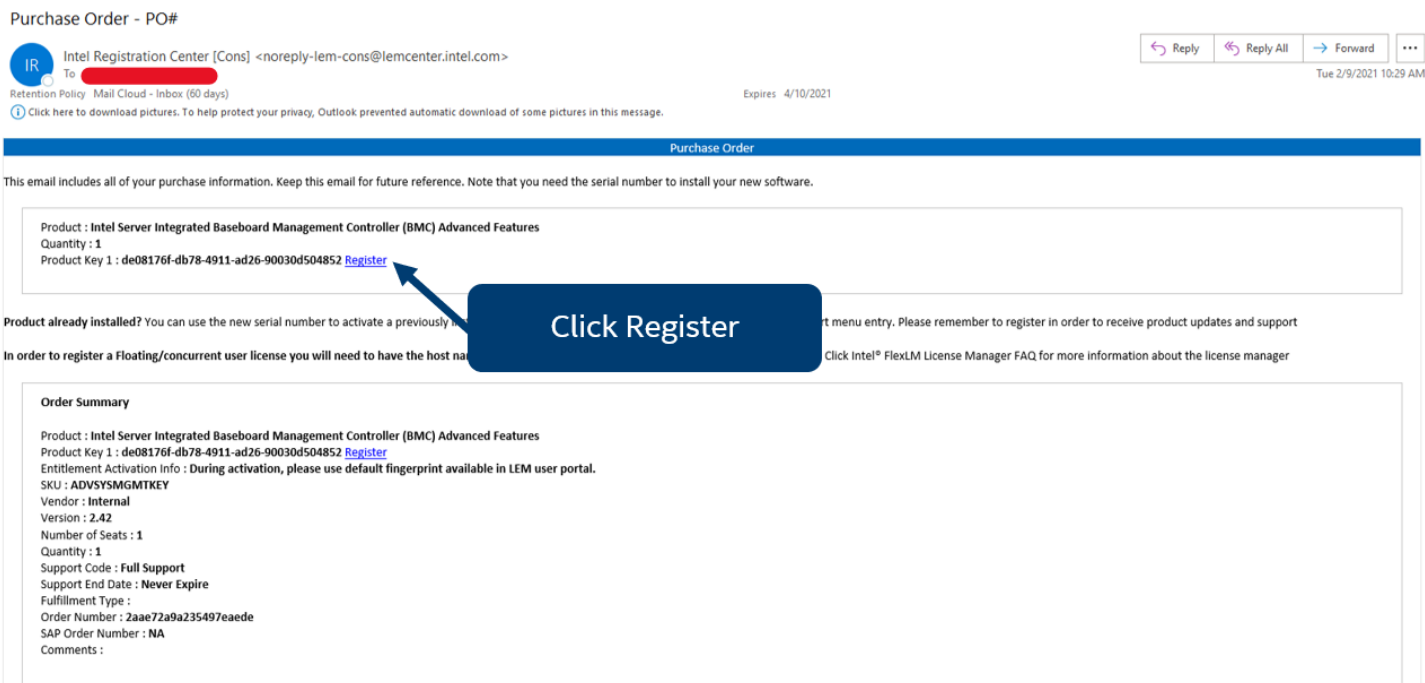 Purchase Order - PO#
IR
Intel Registration Center [Cons] <noreply-lem-cons@lemcenter.intel.com>
To
Reply
Reply All
Forward
Tue 2/9/2021 10:29 AM
Retention Policy Mail Cloud - Inbox (60 days)
Expires 4/10/2021
Click here to download pictures. To help protect your privacy, Outlook prevented automatic download of some pictures in this message.
Purchase Order
This email includes all of your purchase information. Keep this email for future reference. Note that you need the serial number to install your new software.
Product : Intel Server Integrated Baseboard Management Controller (BMC) Advanced Features
Quantity : 1
Product Key 1 : de08176f-db78-4911-ad26-90030d504852 Register
Click Register
Product already installed? You can use the new serial number to activate a previously
menu entry. Please remember to register in order to receive product updates and support
In order to register a Floating/concurrent user license you will need to have the host
Click Intel® FlexLM License Manager FAQ for more information about the license manager
Order Summary
Product : Intel Server Integrated Baseboard Management Controller (BMC) Advanced Features
Product Key 1 : de08176f-db78-4911-ad26-90030d504852 Register
Entitlement Activation Info : During activation, please use default fingerprint available in LEM user portal.
SKU : ADVSYSMGMTKEY
Vendor : Internal
Version : 2.42
Number of Seats : 1
Quantity : 1
Support Code : Full Support
Support End Date : Never Expire
Fulfillment Type :
Order Number : 2aae72a9a235497eaede
SAP Order Number : NA
Comments :